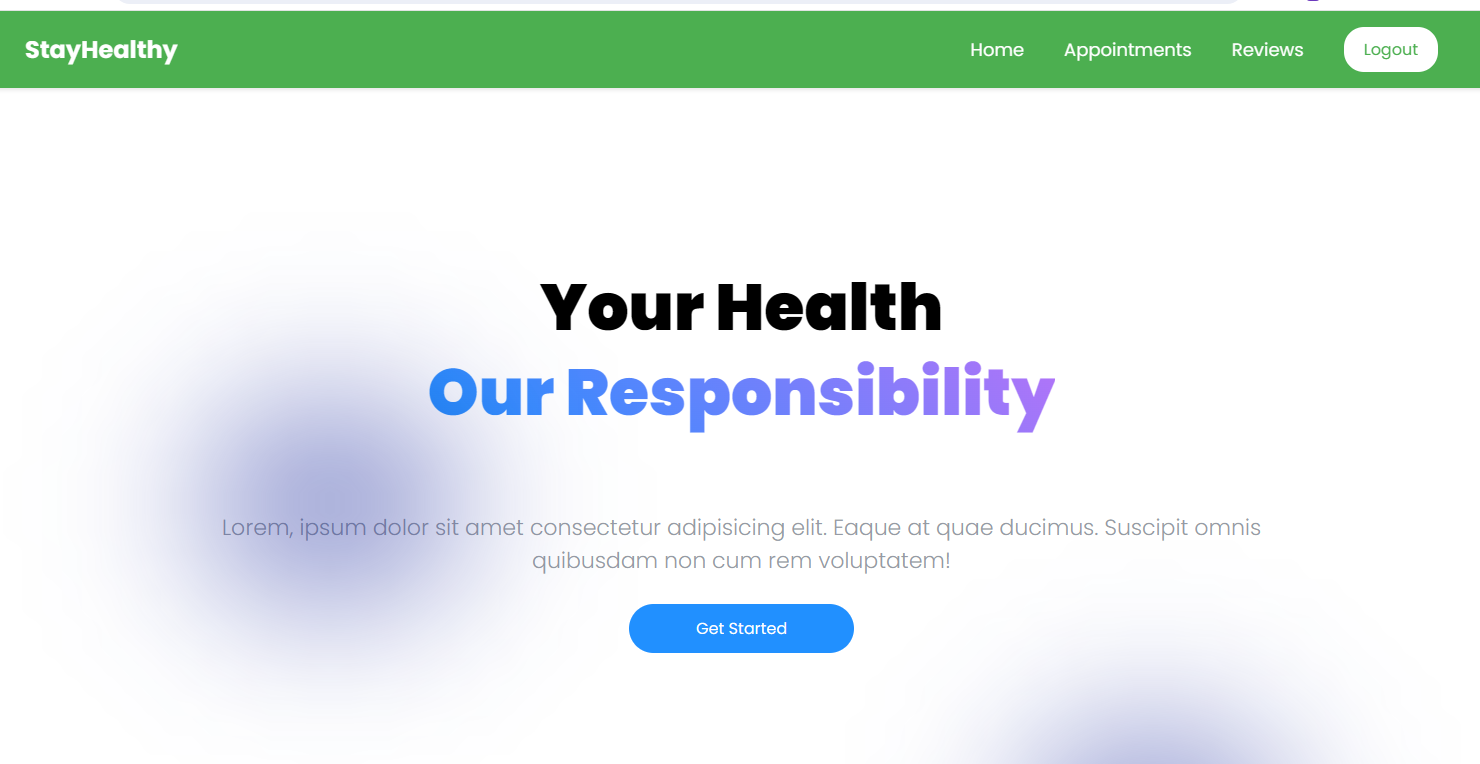 StayHealthy
Home Appointments Reviews Logout
Your Health
Our Responsibility
Lorem, ipsum dolor sit amet consectetur adipisicing elit. Eaque at quae ducimus. Suscipit omnis
quibusdam non cum rem voluptatem!
Get Started